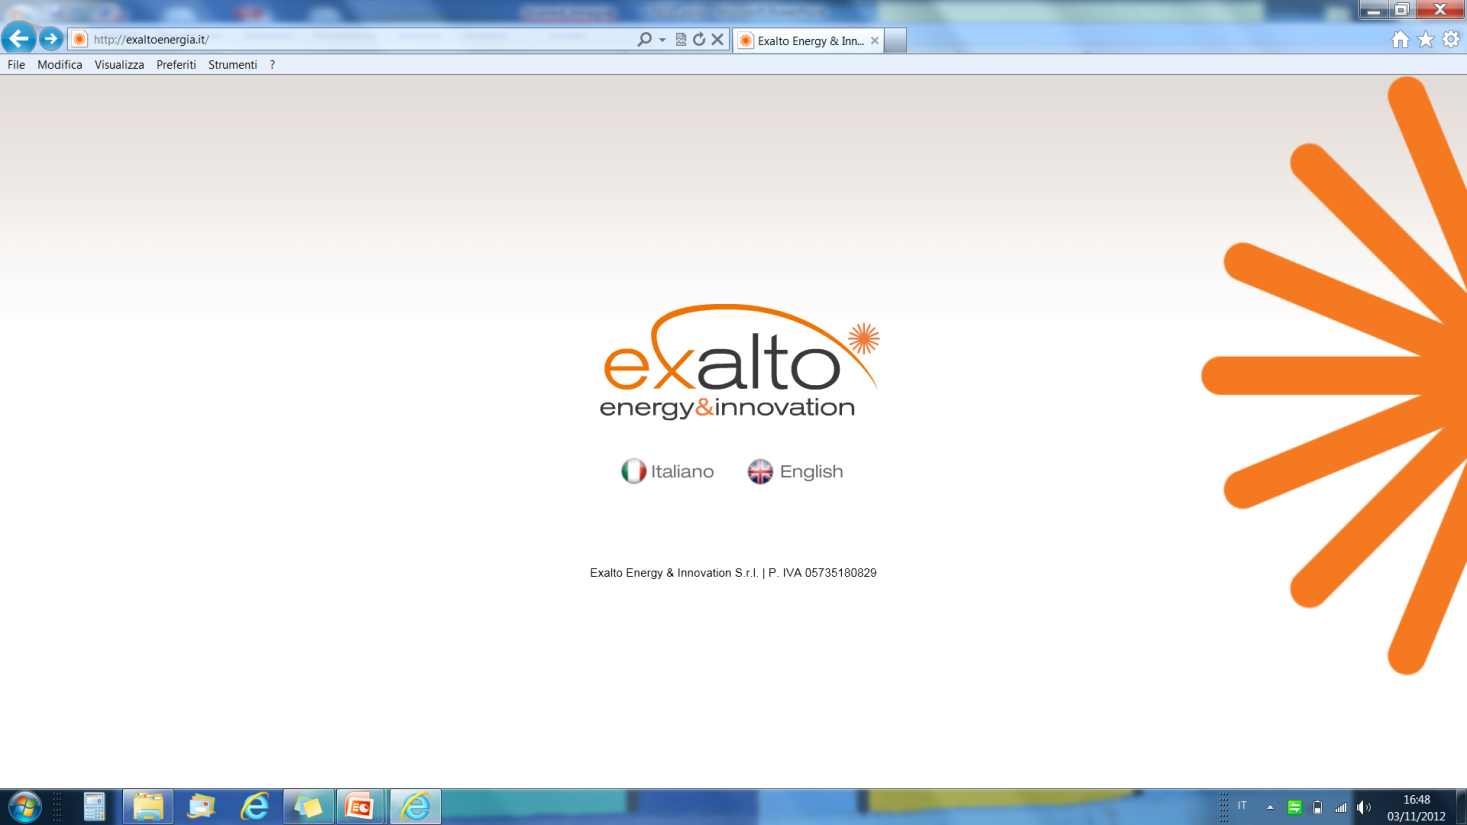 http://exaltoenergia.it/
Exalto Energy & Inn...
File Modifica Visualizza Preferiti Strumenti ?
exalto
energy&innovation
Italiano English
Exalto Energy & Innovation S.r.l. | P. IVA 05735180829
IT
16:48
03/11/2012